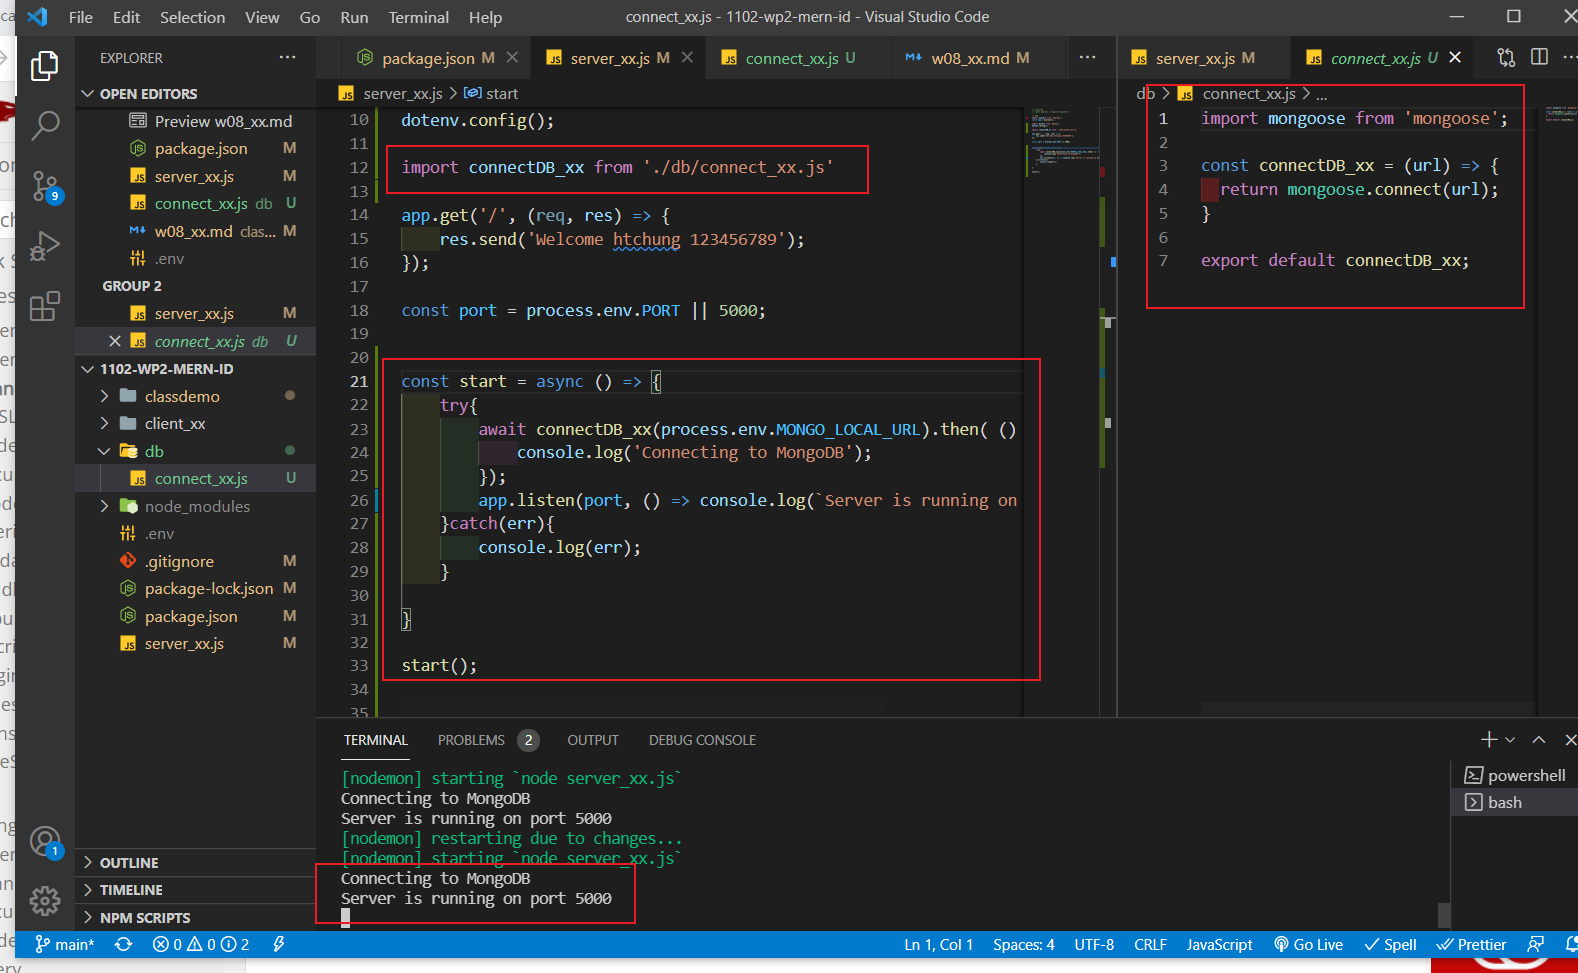 File Edit Selection View Go Run Terminal Help
connect_xx.js - 1102-wp2-mern-id - Visual Studio Code
EXPLORER ...
OPEN EDITORS
Preview w08_xx.md
package.json M
server_xx.js M
connect_xx.js db U
w08_xx.md clas... M
.env
GROUP 2
server_xx.js M
connect_xx.js db U
1102-WP2-MERN-ID
classdemo
client_xx
db
connect_xx.js U
node_modules
.env
.gitignore M
package-lock.json M
package.json M
server_xx.js M
OUTLINE
TIMELINE
NPM SCRIPTS
9
1
package.json M
server_xx.js M
connect_xx.js U
w08_xx.md M
...
server_xx.js > start
10 dotenv.config();
11
12 import connectDB_xx from './db/connect_xx.js'
13
14 app.get('/', (req, res) => {
15 res.send('Welcome htchung 123456789');
16 });
17
18 const port = process.env.PORT || 5000;
19
20
21 const start = async () => {
22 try{
23 await connectDB_xx(process.env.MONGO_LOCAL_URL).then( ()
24 console.log('Connecting to MongoDB');
25 });
26 app.listen(port, () => console.log(`Server is running on
27 }catch(err){
28 console.log(err);
29 }
30
31 }
32
33 start();
34
35
server_xx.js M
connect_xx.js U
...
db > connect_xx.js > ...
1 import mongoose from 'mongoose';
2
3 const connectDB_xx = (url) => {
4 return mongoose.connect(url);
5 }
6
7 export default connectDB_xx;
TERMINAL PROBLEMS 2 OUTPUT DEBUG CONSOLE
[nodemon] starting `node server_xx.js`
Connecting to MongoDB
Server is running on port 5000
[nodemon] restarting due to changes...
[nodemon] starting `node server_xx.js`
Connecting to MongoDB
Server is running on port 5000
powershell
bash
main* 0 0 2
Ln 1, Col 1 Spaces: 4 UTF-8 CRLF JavaScript Go Live Spell Prettier